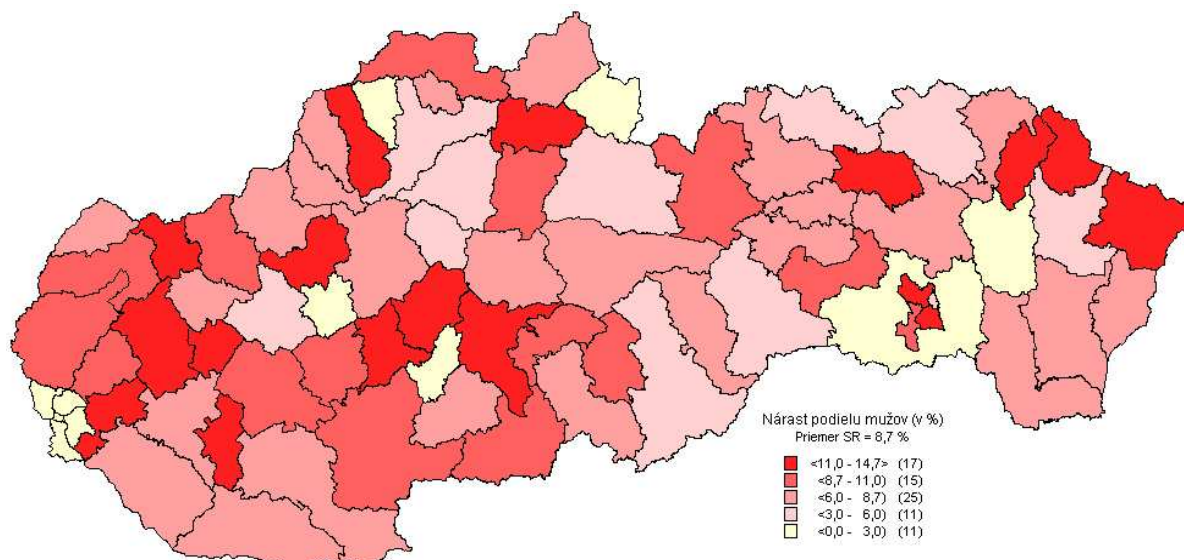 Nárast podielu mužov (v %)
Priemer SR = 8,7 %
<11,0 - 14,7> (17)
<8,7 - 11,0) (15)
<6,0 - 8,7) (25)
<3,0 - 6,0) (11)
<0,0 - 3,0) (11)